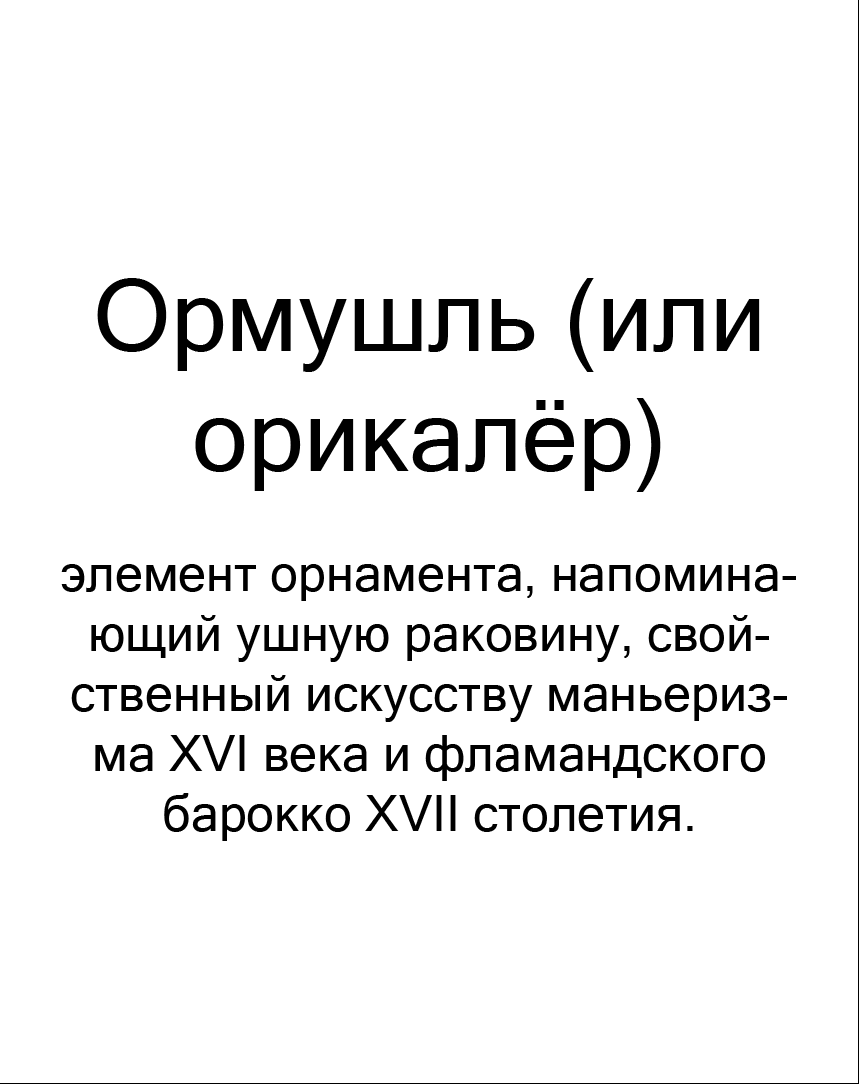 Ормушль (или
орикалёр)
элемент орнамента, напомина-
ющий ушную раковину, свой-
ственный искусству маньериз-
ма XVI века и фламандского
барокко XVII столетия.